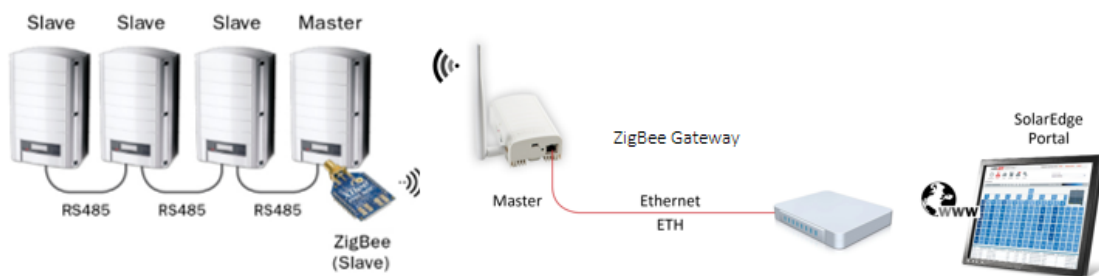 Slave
Slave
Slave
Master
RS485
RS485
RS485
ZigBee
(Slave)
Master
ZigBee Gateway
Ethernet
ETH
www
SolarEdge
Portal